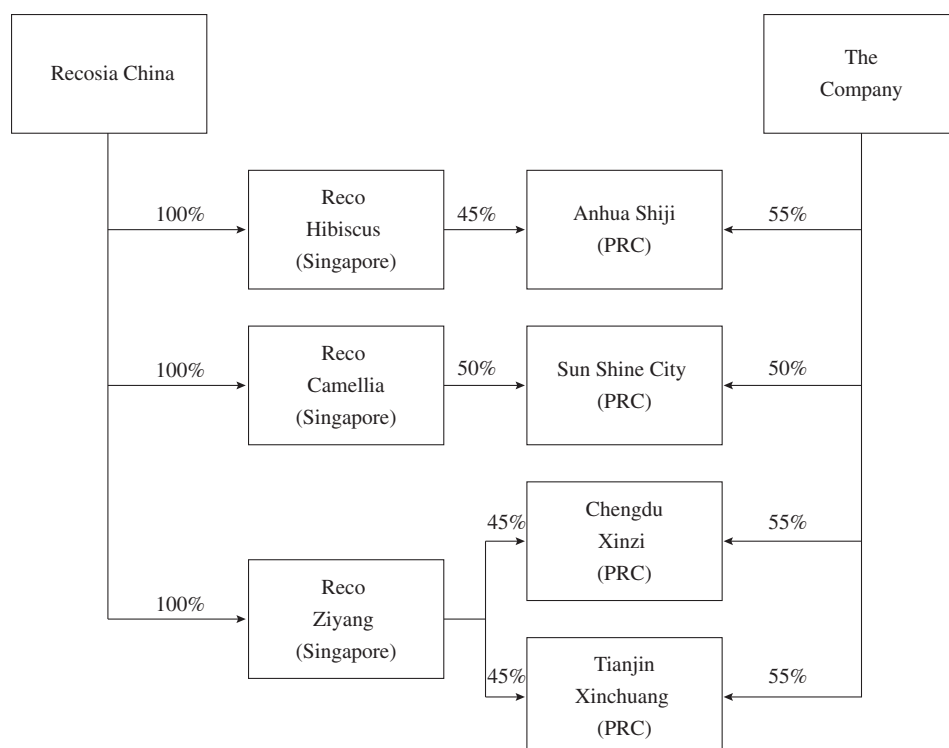 Recosia China
The
Company
100%
Reco
Hibiscus
(Singapore)
45%
Anhua Shiji
(PRC)
55%
100%
Reco
Camellia
(Singapore)
50%
Sun Shine City
(PRC)
50%
100%
Reco
Ziyang
(Singapore)
45%
Chengdu
Xinzi
(PRC)
55%
45%
Tianjin
Xinchuang
(PRC)
55%